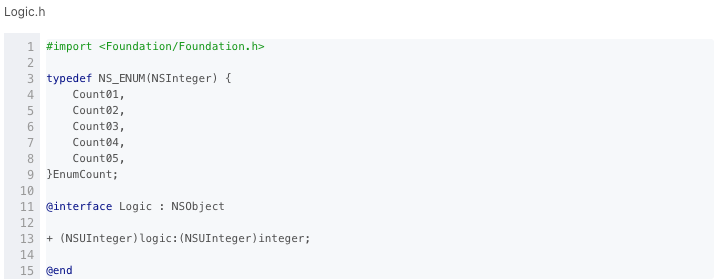 Logic.h
1 #import <Foundation/Foundation.h>
2
3 typedef NS_ENUM(NSInteger) {
4     Count01,
5     Count02,
6     Count03,
7     Count04,
8     Count05,
9 }EnumCount;
10
11 @interface Logic : NSObject
12
13 + (NSUInteger)logic:(NSUInteger)integer;
14
15 @end